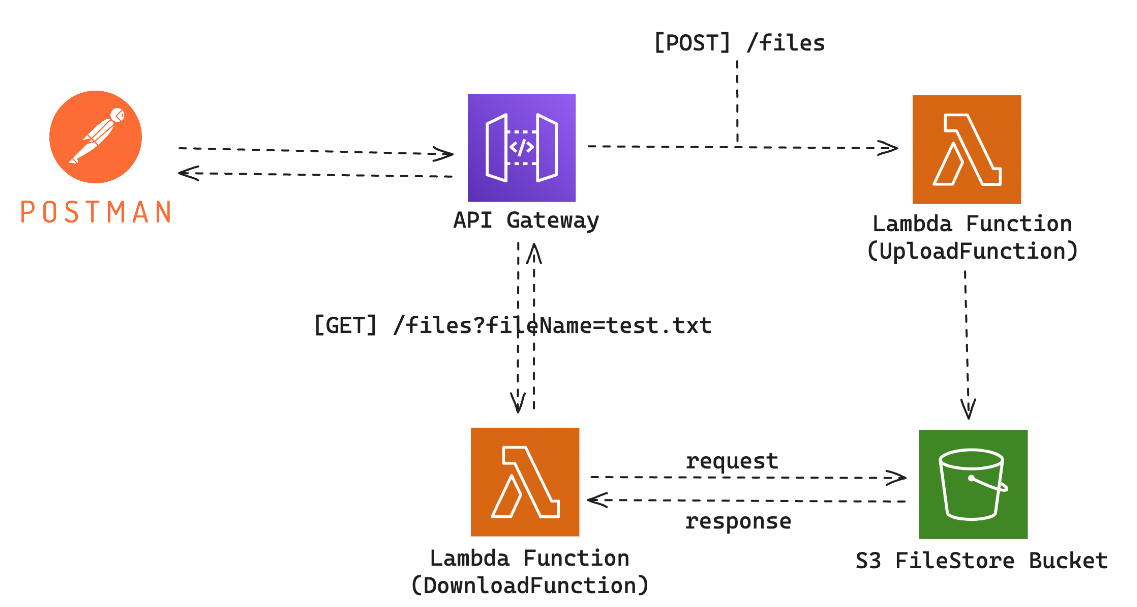 [POST] /files
</>
POSTMAN
API Gateway
Lambda Function
(UploadFunction)
[GET] /files?fileName=test.txt
request
response
Lambda Function
(DownloadFunction)
S3 FileStore Bucket